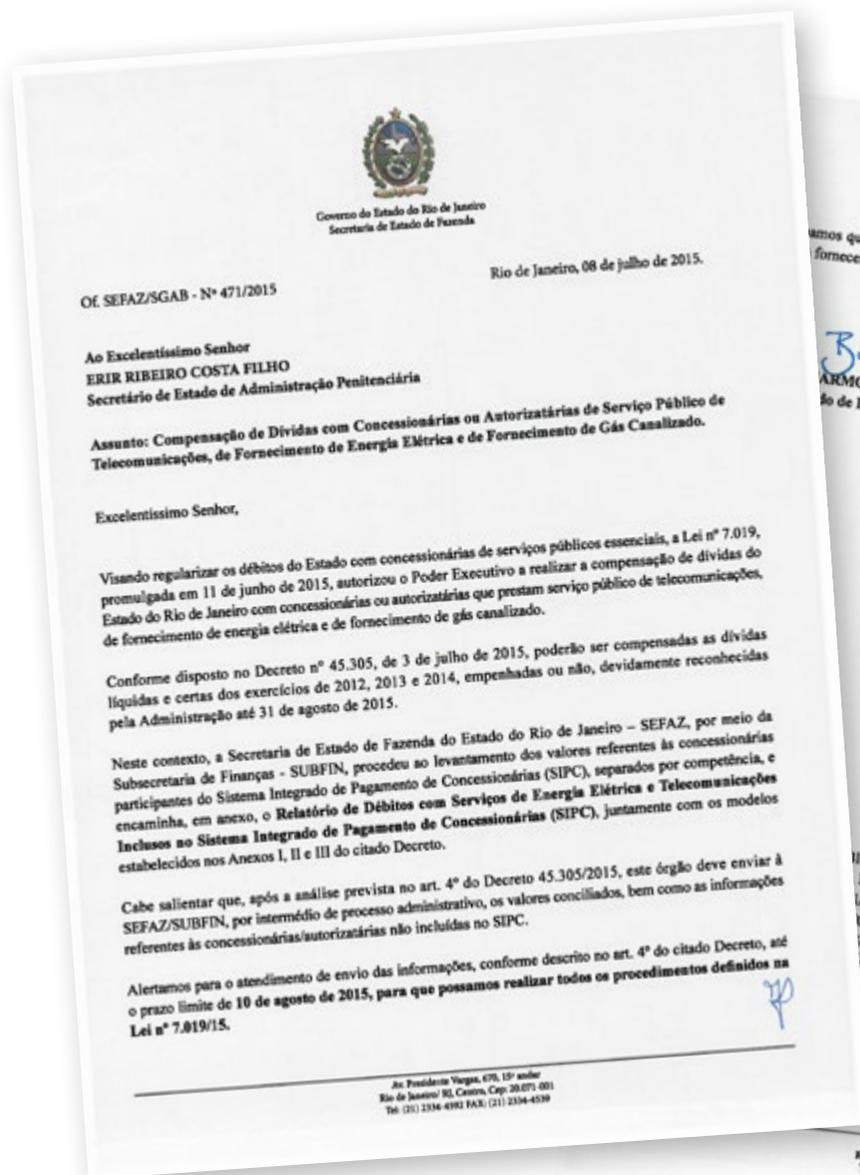 Governo do Estado do Rio de Janeiro
Secretaria de Estado de Fazenda
Rio de Janeiro, 08 de julho de 2015.
Of. SEFAZ/SGAB - Nº 471/2015
Ao Excelentíssimo Senhor
ERIR RIBEIRO COSTA FILHO
Secretário de Estado de Administração Penitenciária
Assunto: Compensação de Dívidas com Concessionárias ou Autorizatárias de Serviço Público de
Telecomunicações, de Fornecimento de Energia Elétrica e de Fornecimento de Gás Canalizado.
Excelentíssimo Senhor,
Visando regularizar os débitos do Estado com concessionárias de serviços públicos essenciais, a Lei nº 7.019,
promulgada em 11 de junho de 2015, autorizou o Poder Executivo a realizar a compensação de dívidas do
Estado do Rio de Janeiro com concessionárias ou autorizatárias que prestam serviço público de telecomunicações,
de fornecimento de energia elétrica e de fornecimento de gás canalizado.
Conforme disposto no Decreto nº 45.305, de 3 de julho de 2015, poderão ser compensadas as dívidas
líquidas e certas dos exercícios de 2012, 2013 e 2014, empenhadas ou não, devidamente reconhecidas
pela Administração até 31 de agosto de 2015.
Neste contexto, a Secretaria de Estado de Fazenda do Estado do Rio de Janeiro – SEFAZ, por meio da
Subsecretaria de Finanças - SUBFIN, procedeu ao levantamento dos valores referentes às concessionárias
participantes do Sistema Integrado de Pagamento de Concessionárias (SIPC), separados por competência, e
encaminha, em anexo, o Relatório de Débitos com Serviços de Energia Elétrica e Telecomunicações
Inclusos no Sistema Integrado de Pagamento de Concessionárias (SIPC), juntamente com os modelos
estabelecidos nos Anexos I, II e III do citado Decreto.
Cabe salientar que, após a análise prevista no art. 4º do Decreto 45.305/2015, este órgão deve enviar à
SEFAZ/SUBFIN, por intermédio de processo administrativo, os valores conciliados, bem como as informações
referentes às concessionárias/autorizatárias não incluídas no SIPC.
Alertamos para o atendimento de envio das informações, conforme descrito no art. 4º do citado Decreto, até
o prazo limite de 10 de agosto de 2015, para que possamos realizar todos os procedimentos definidos na
Lei nº 7.019/15.
Av. Presidente Vargas, 670, 15º andar
Rio de Janeiro/ RJ, Centro, Cep: 20.071-001
Tel: (21) 2334-4392 FAX: (21) 2334-4539
amos qu
fornece
ARMO
do de